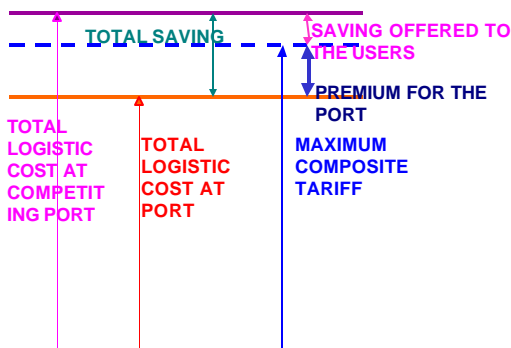 TOTAL SAVING
SAVING OFFERED TO
THE USERS
PREMIUM FOR THE
PORT
TOTAL
LOGISTIC
COST AT
COMPETIT
ING PORT
TOTAL
LOGISTIC
COST AT
PORT
MAXIMUM
COMPOSITE
TARIFF